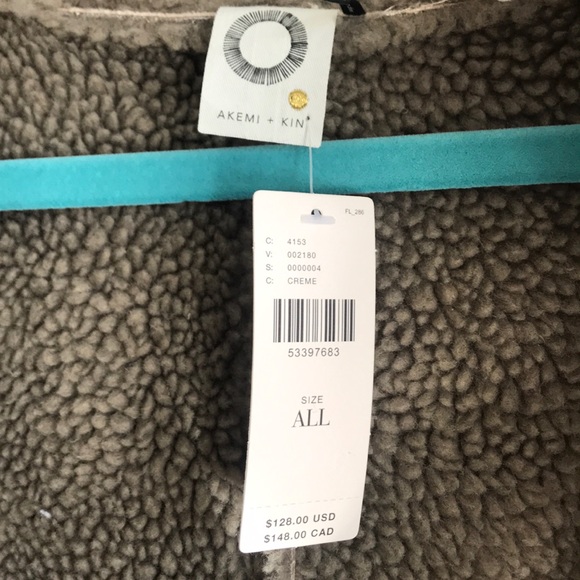 AKEMI + KIN
FL_286
C: 4153
V: 002180
S: 0000004
C: CREME
53397683
SIZE
ALL
$128.00 USD
$148.00 CAD